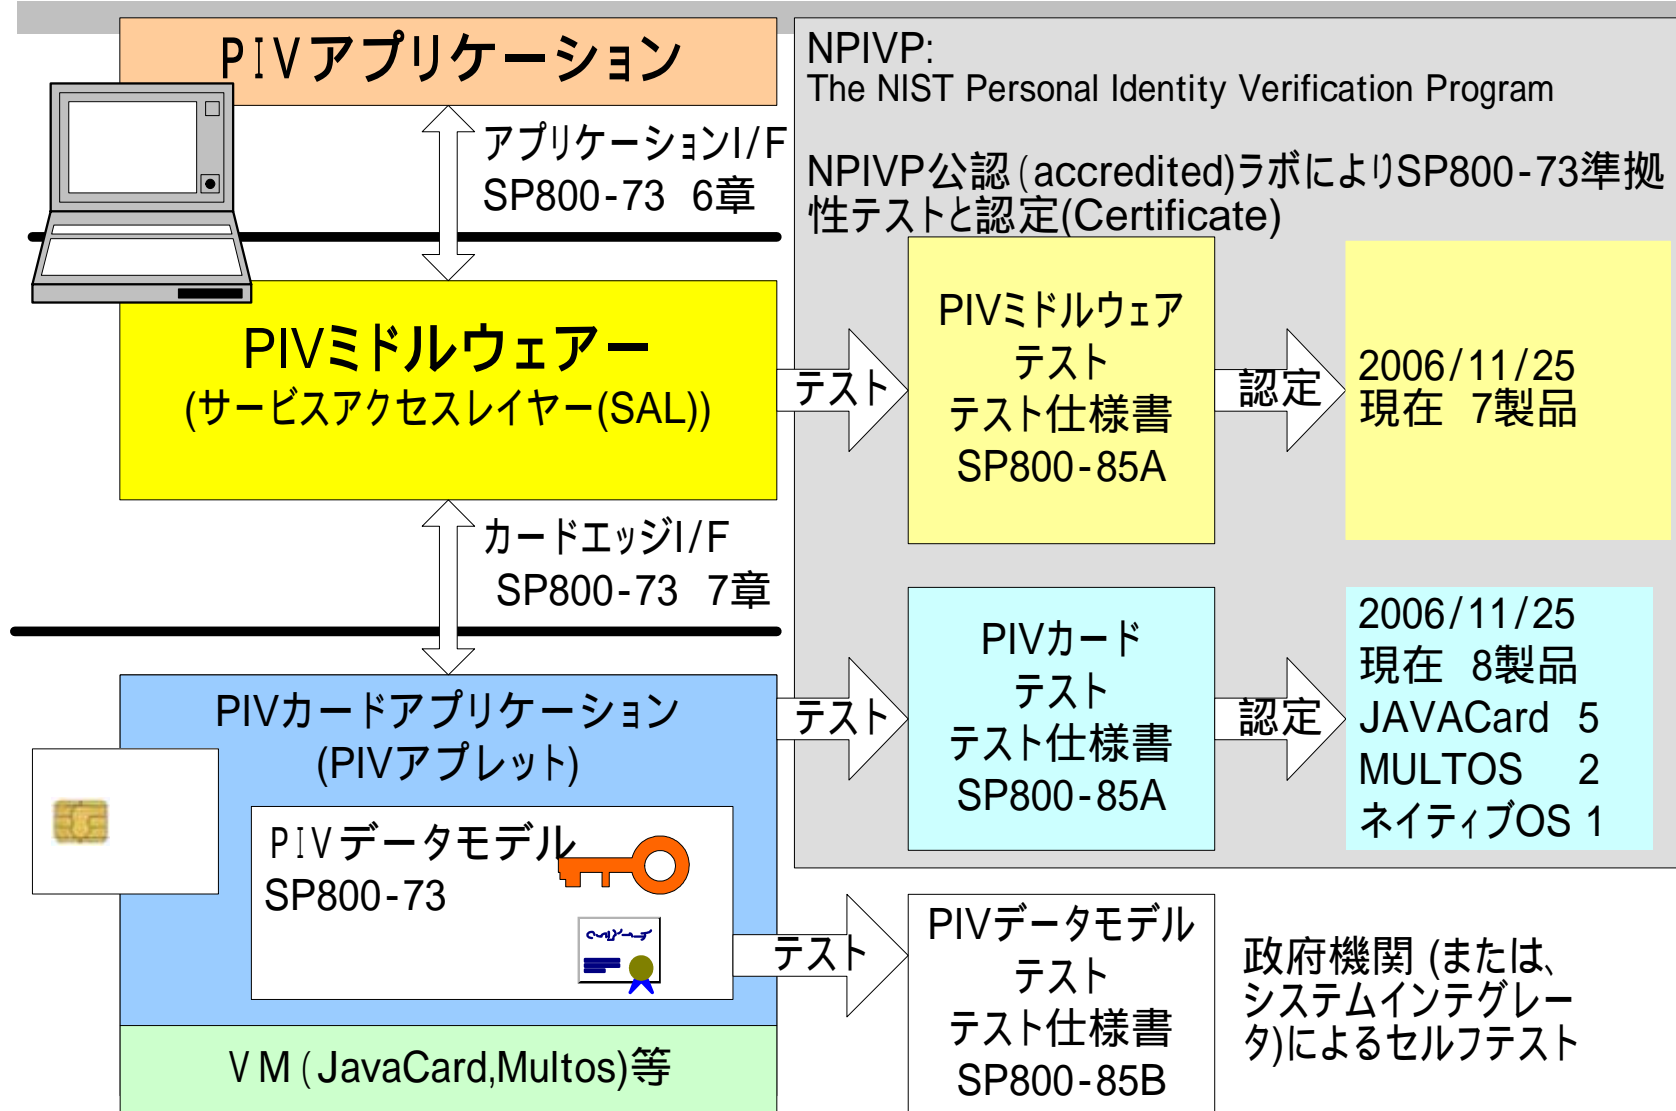 PIVアプリケーション
アプリケーションI/F
SP800-73 6章
PIVミドルウェアー
(サービスアクセスレイヤー(SAL))
カードエッジI/F
SP800-73 7章
PIVカードアプリケーション
(PIVアプレット)
PIVデータモデル
SP800-73
VM(JavaCard,Multos)等
NPIVP:
The NIST Personal Identity Verification Program
NPIVP公認(accredited)ラボによりSP800-73準拠
性テストと認定(Certificate)
テスト
PIVミドルウェア
テスト
テスト仕様書
SP800-85A
認定
2006/11/25
現在 7製品
テスト
PIVカード
テスト
テスト仕様書
SP800-85A
認定
2006/11/25
現在 8製品
JAVACard 5
MULTOS 2
ネイティブOS 1
テスト
PIVデータモデル
テスト
テスト仕様書
SP800-85B
政府機関 (または、
システムインテグレー
タ)によるセルフテスト